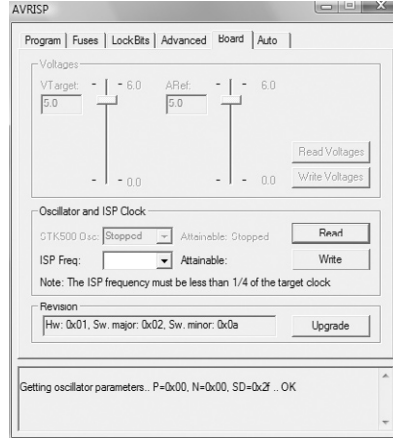 AVRISP
Program Fuses LockBits Advanced Board Auto
Voltages
VTarget: 6.0 ARef: 6.0
5.0 5.0
Read Voltages
0.0 0.0 Write Voltages
Oscillator and ISP Clock
STK500 Osc: Stopped Attainable: Stopped Read
ISP Freq: Attainable: Write
Note: The ISP frequency must be less than 1/4 of the target clock
Revision
Hw: 0x01, Sw. major: 0x02, Sw. minor: 0x0a Upgrade
Getting oscillator parameters.. P=0x00, N=0x00, SD=0x2f .. OK